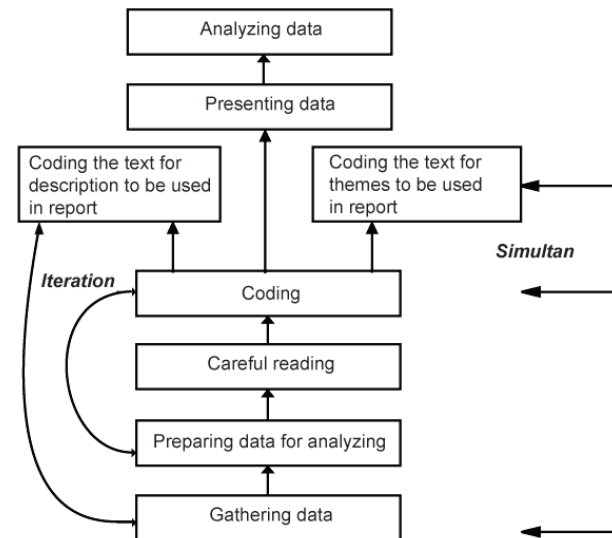 Analyzing data
Presenting data
Coding the text for
description to be used
in report
Coding the text for
themes to be used
in report
Simultan
Iteration
Coding
Careful reading
Preparing data for analyzing
Gathering data